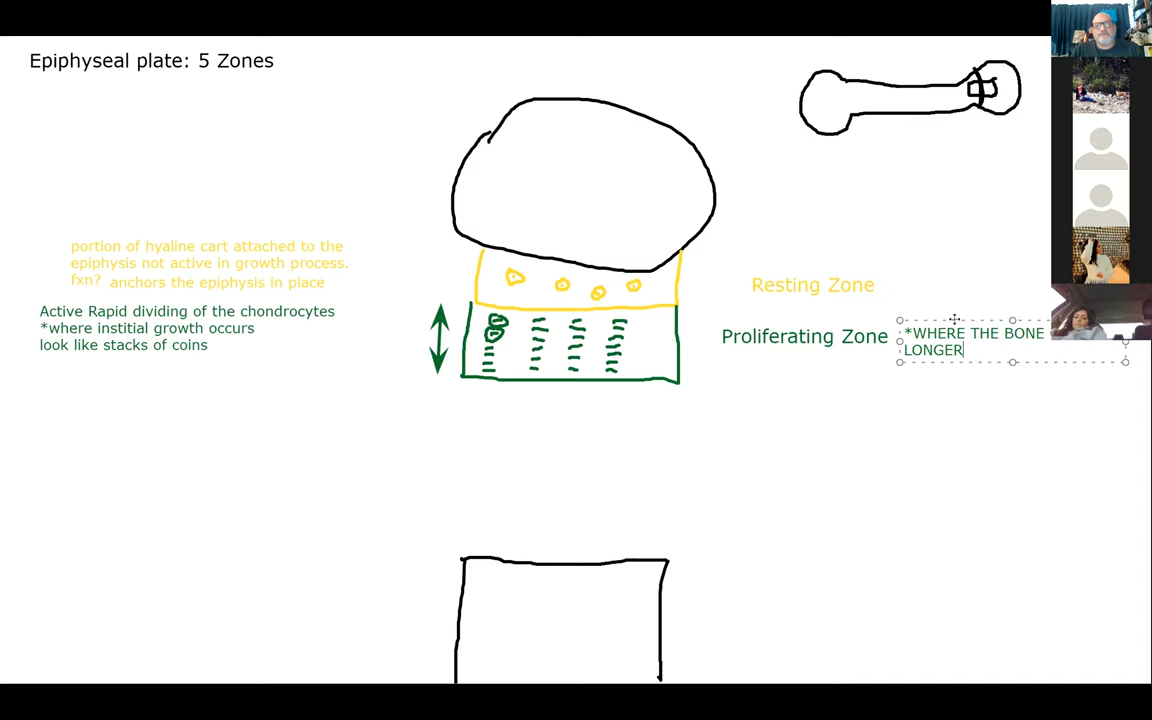 Epiphyseal plate: 5 Zones
portion of hyaline cart attached to the
epiphysis not active in growth process.
fxn? anchors the epiphysis in place
Active Rapid dividing of the chondrocytes
*where institial growth occurs
look like stacks of coins
Resting Zone
Proliferating Zone
*WHERE THE BONE
LONGER